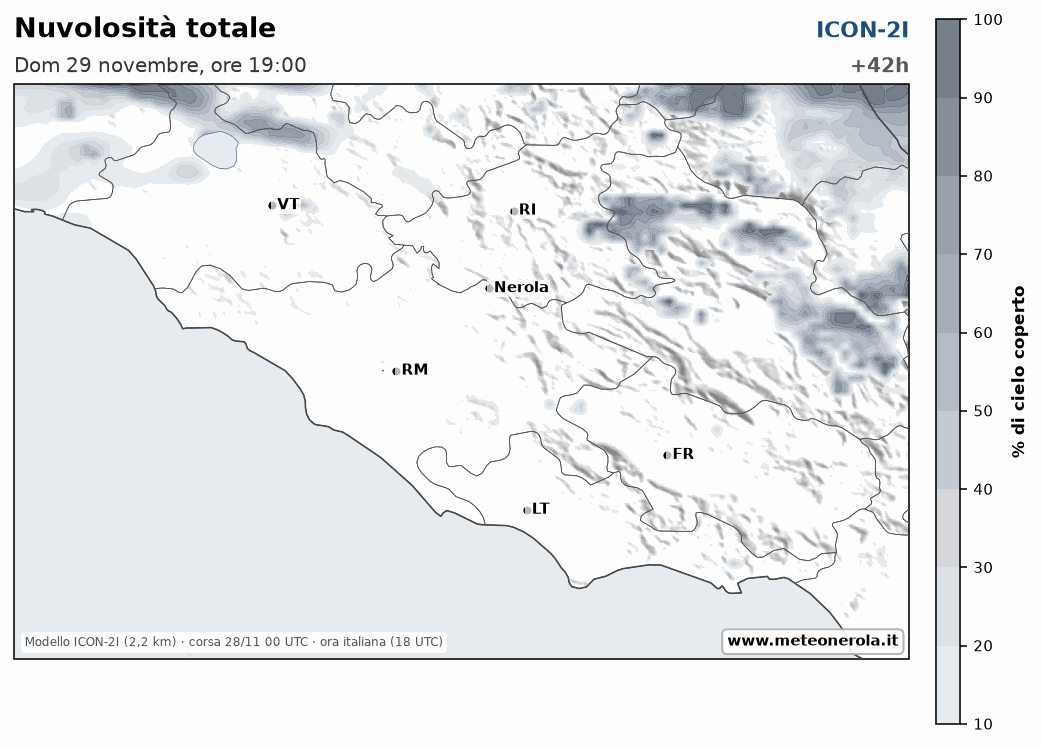 Nuvolosità totale
ICON-2I
Dom 29 novembre, ore 19:00
+42h
100
90
80
70
60
50
40
30
20
10
% di cielo coperto
VT
RI
Nerola
RM
FR
LT
Modello ICON-2I (2,2 km) · corsa 28/11 00 UTC · ora italiana (18 UTC)
www.meteonerola.it